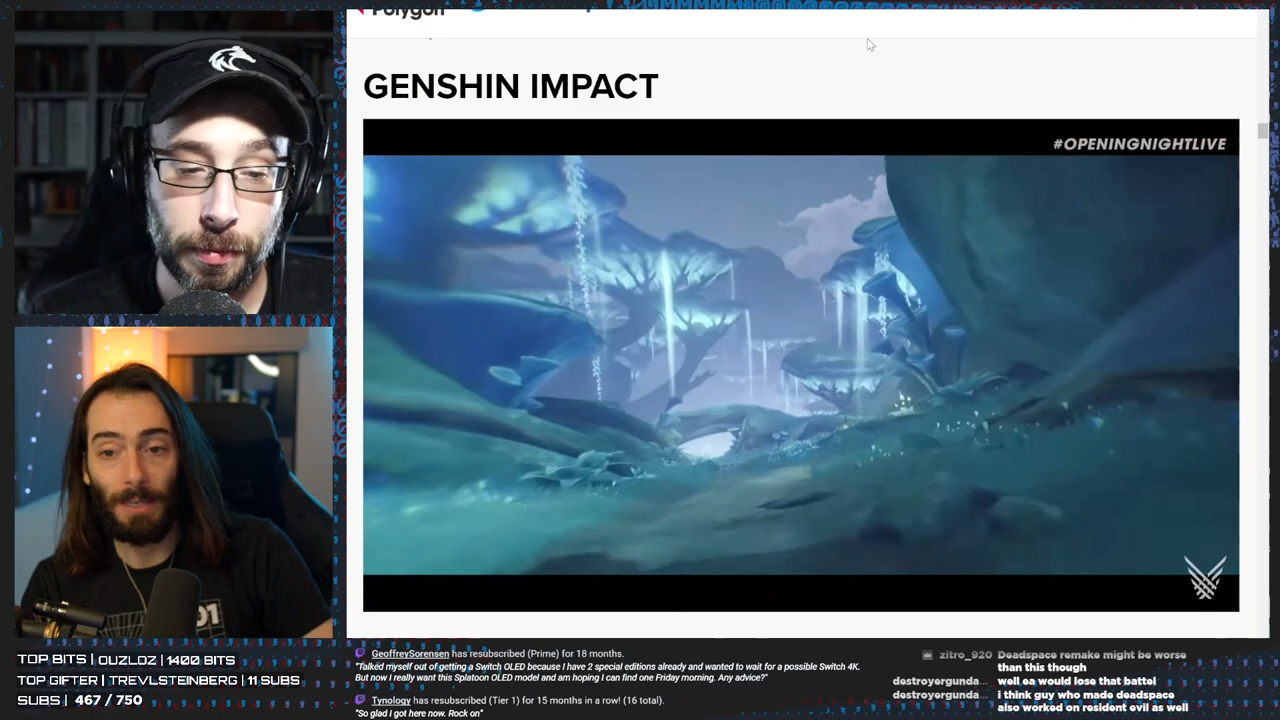 Polygon
GENSHIN IMPACT
#OPENINGNIGHTLIVE
TOP BITS | OUZLOZ | 1400 BITS
TOP GIFTER | TREVLSTEINBERG | 11 SUBS
SUBS | 467 / 750
GeoffreySorensen has resubscribed (Prime) for 18 months.
"Talked myself out of getting a Switch OLED because I have 2 special editions already and wanted to wait for a possible Switch 4K.
But now I really want this Splatoon OLED model and am hoping I can find one Friday morning. Any advice?"
Tynology has resubscribed (Tier 1) for 15 months in a row! (16 total).
"So glad I got here now. Rock on"
zitro_920 Deadspace remake might be worse
than this though
destroyergunda... well ea would lose that battel
destroyergunda... i think guy who made deadspace
also worked on resident evil as well